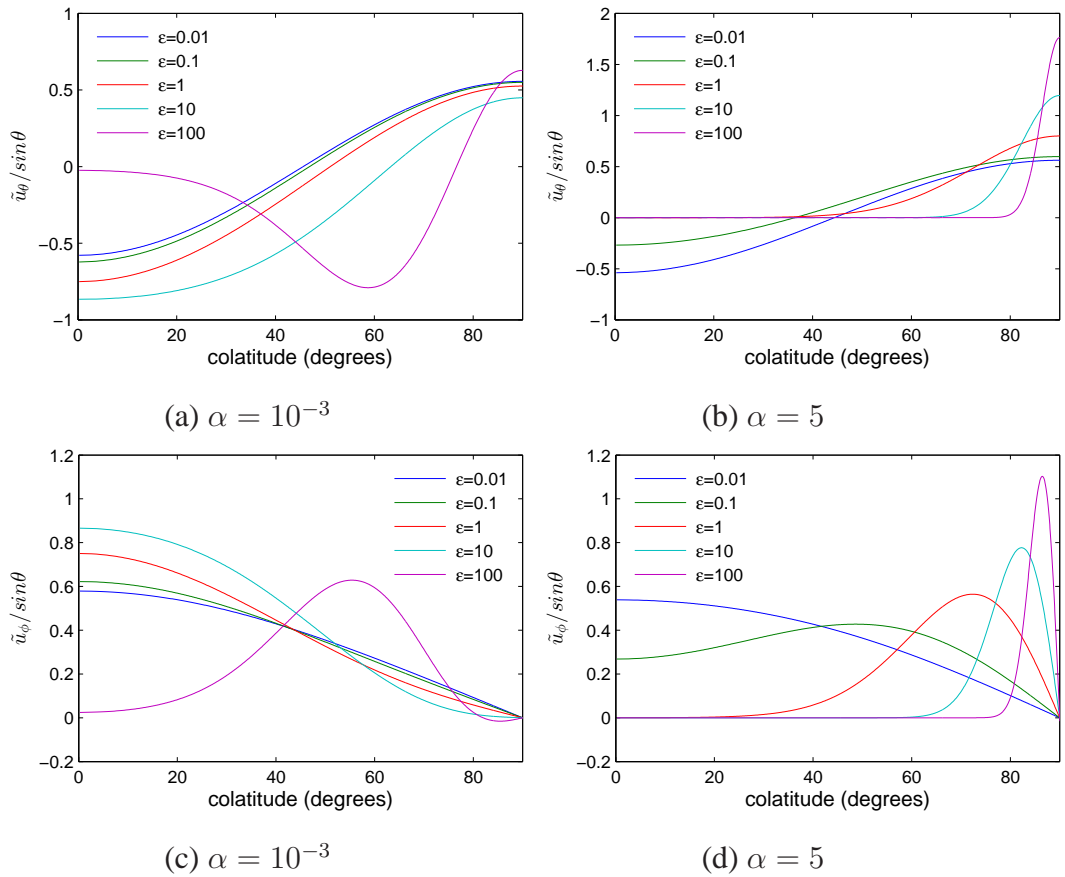 1
0.5
0
−0.5
−1
0 20 40 60 80
ε=0.01
ε=0.1
ε=1
ε=10
ε=100
ũ_θ/sinθ
colatitude (degrees)
(a) α = 10⁻³
2
1.5
1
0.5
0
−0.5
−1
0 20 40 60 80
ε=0.01
ε=0.1
ε=1
ε=10
ε=100
ũ_θ/sinθ
colatitude (degrees)
(b) α = 5
1.2
1
0.8
0.6
0.4
0.2
0
−0.2
0 20 40 60 80
ε=0.01
ε=0.1
ε=1
ε=10
ε=100
ũ_ϕ/sinθ
colatitude (degrees)
(c) α = 10⁻³
1.2
1
0.8
0.6
0.4
0.2
0
−0.2
0 20 40 60 80
ε=0.01
ε=0.1
ε=1
ε=10
ε=100
ũ_ϕ/sinθ
colatitude (degrees)
(d) α = 5